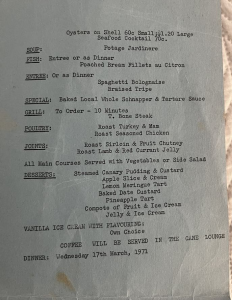 Oysters on Shell 60c Small; $1.20 Large
Seafood Cocktail 70c.
SOUP: Potage Jardinere
FISH: Entree or as Dinner
Poached Bream Fillets au Citron
ENTREE: Or as Dinner
Spaghetti Bolognaise
Braised Tripe
SPECIAL: Baked Local Whole Schnapper & Tartare Sauce
GRILL: To Order - 10 Minutes
T. Bone Steak
POULTRY: Roast Turkey & Ham
Roast Seasoned Chicken
JOINTS: Roast Sirloin & Fruit Chutney
Roast Lamb & Red Currant Jelly
All Main Courses Served with Vegetables or Side Salad
DESSERTS: Steamed Canary Pudding & Custard
Apple Slice & Cream
Lemon Meringue Tart
Baked Date Custard
Pineapple Tart
Compote of Fruit & Ice Cream
Jelly & Ice Cream
VANILLA ICE CREAM WITH FLAVOURING:
Own Choice
COFFEE WILL BE SERVED IN THE CANE LOUNGE
DINNER: Wednesday 17th March, 1971